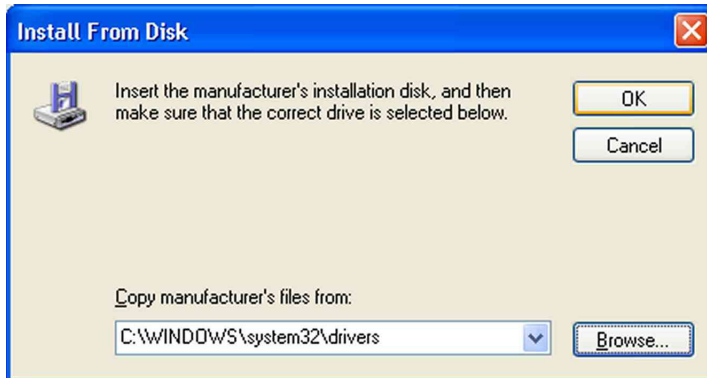 Install From Disk
Insert the manufacturer's installation disk, and then
make sure that the correct drive is selected below.
OK
Cancel
Copy manufacturer's files from:
C:\WINDOWS\system32\drivers
Browse...